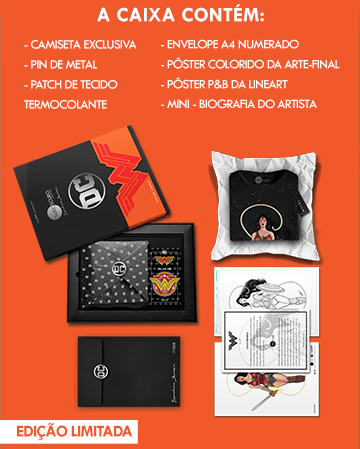 A CAIXA CONTÉM:
- CAMISETA EXCLUSIVA
- PIN DE METAL
- PATCH DE TECIDO
TERMOCOLANTE
- ENVELOPE A4 NUMERADO
- PÔSTER COLORIDO DA ARTE-FINAL
- PÔSTER P&B DA LINEART
- MINI - BIOGRAFIA DO ARTISTA
DC
DC
DC
EDIÇÃO LIMITADA